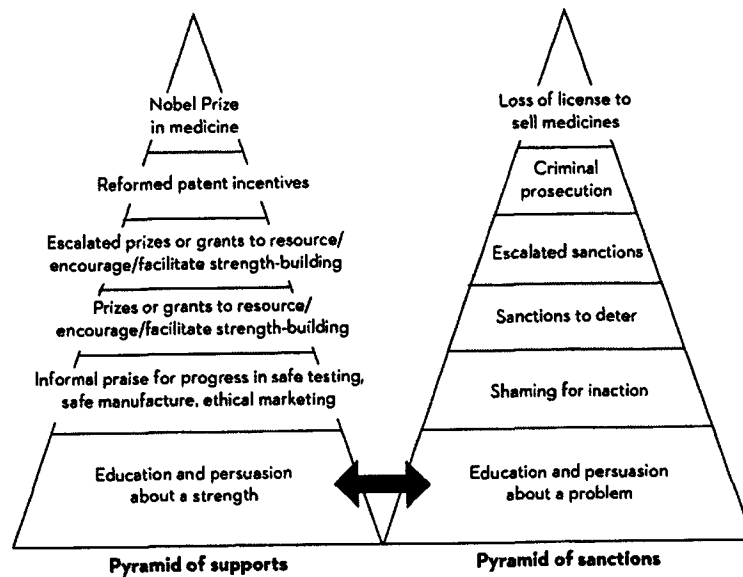 Nobel Prize
in medicine
Reformed patent incentives
Escalated prizes or grants to resource/
encourage/facilitate strength-building
Prizes or grants to resource/
encourage/facilitate strength-building
Informal praise for progress in safe testing,
safe manufacture, ethical marketing
Education and persuasion
about a strength
Pyramid of supports
Loss of license to
sell medicines
Criminal
prosecution
Escalated sanctions
Sanctions to deter
Shaming for inaction
Education and persuasion
about a problem
Pyramid of sanctions